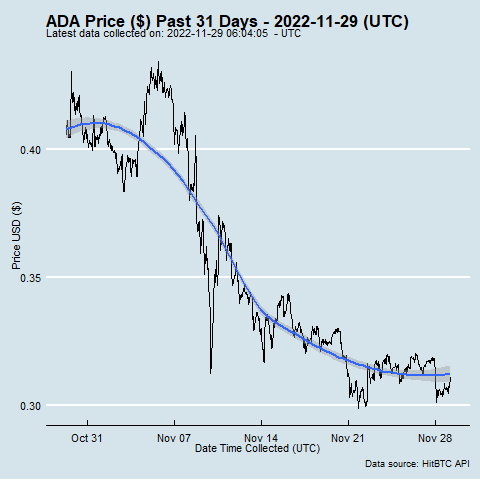 ADA Price ($) Past 31 Days - 2022-11-29 (UTC)
Latest data collected on: 2022-11-29 06:04:05 - UTC
0.40
0.35
0.30
Price USD ($)
Oct 31 Nov 07 Nov 14 Nov 21 Nov 28
Date Time Collected (UTC)
Data source: HitBTC API